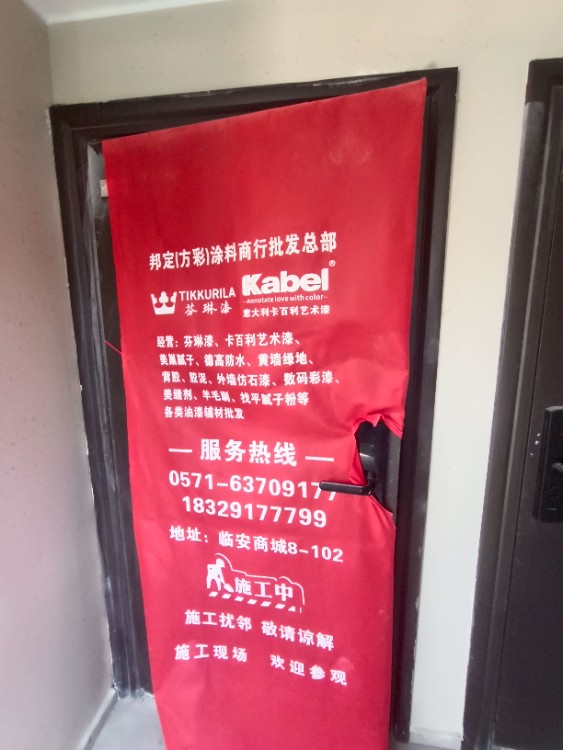 邦定(方彩)涂料商行批发总部
TIKKURILA
芬琳漆
Kabel®
Annotate love with color
意大利卡百利艺术漆
经营：芬琳漆、卡百利艺术漆、
美巢腻子、德高防水、黄墙绿地、
背胶、胶泥、外墙仿石漆、数码彩漆、
美缝剂、羊毛刷、找平腻子粉等
各类油漆辅材批发
服务热线
0571-63709177
18329177799
地址：临安商城8-102
施工中
施工扰邻 敬请谅解
施工现场 欢迎参观